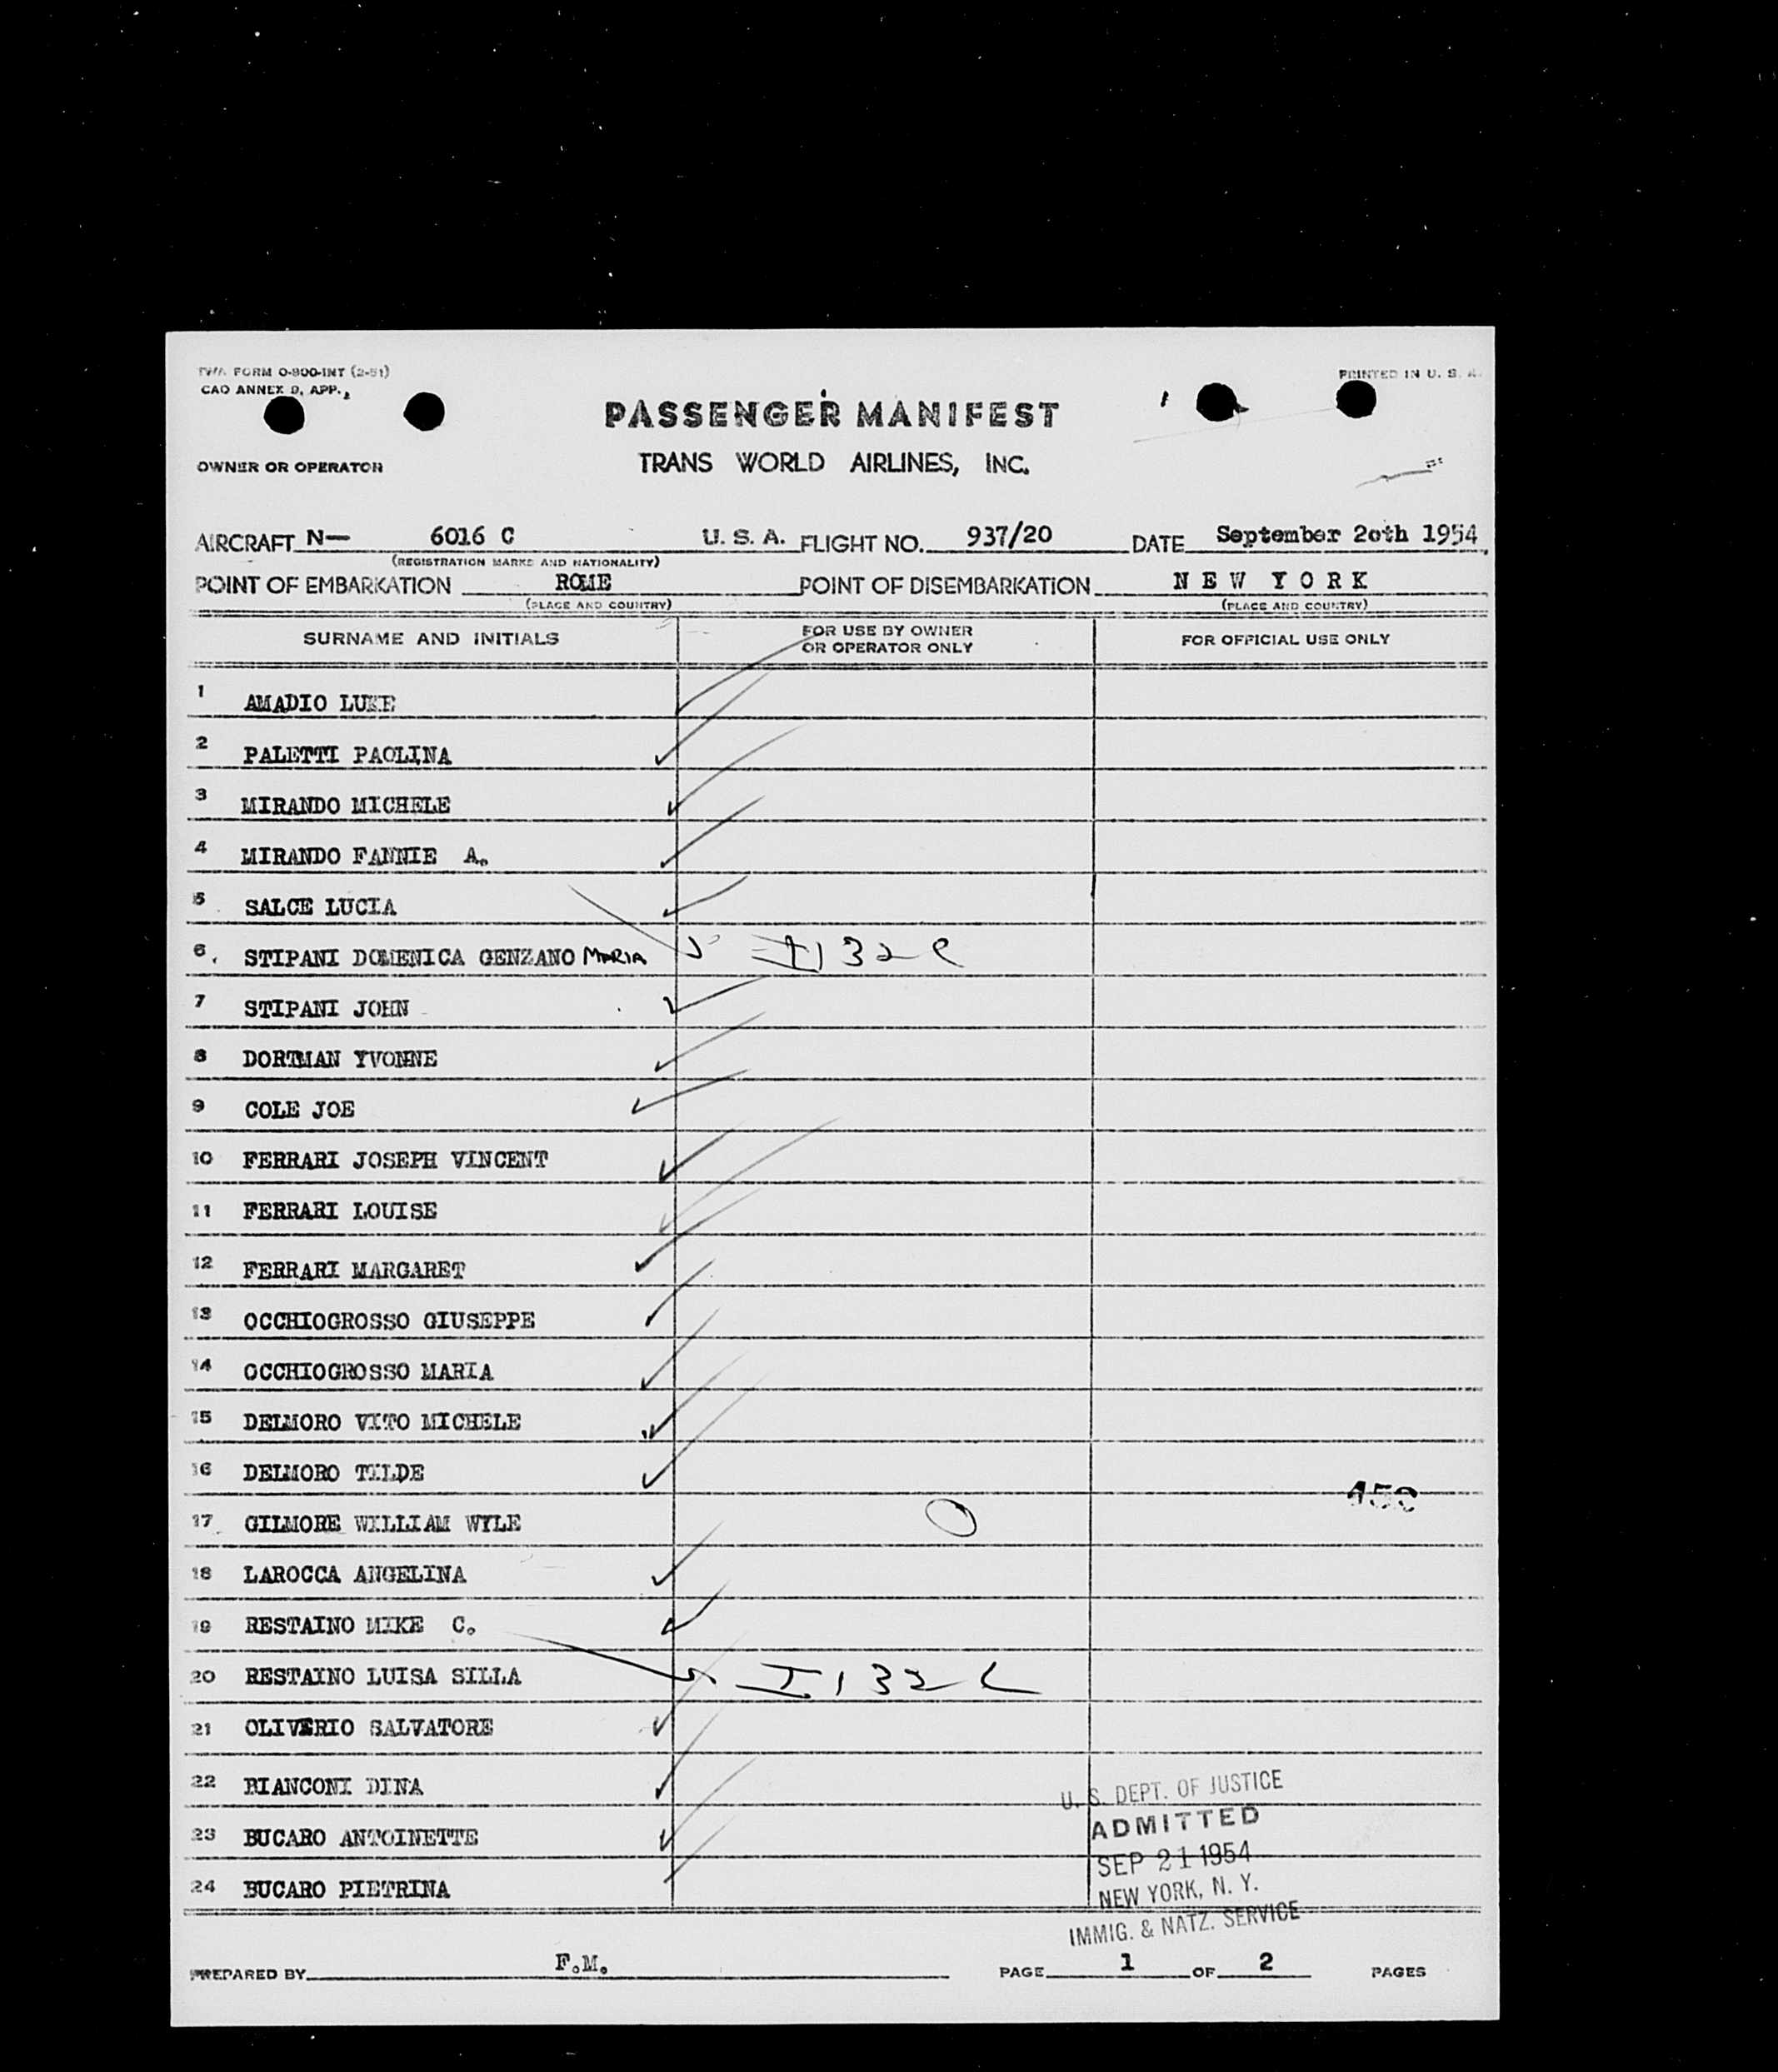 TWA FORM O-800-INT (2-51)
CAO ANNEX 9, APP.
PRINTED IN U. S. A.
PASSENGER MANIFEST
OWNER OR OPERATOR
TRANS WORLD AIRLINES, INC.
AIRCRAFT N— 6016 C U. S. A. FLIGHT NO. 937/20 DATE September 20th 1954
(REGISTRATION MARKS AND NATIONALITY)
POINT OF EMBARKATION ROME POINT OF DISEMBARKATION N E W Y O R K
(PLACE AND COUNTRY) (PLACE AND COUNTRY)
SURNAME AND INITIALS FOR USE BY OWNER OR OPERATOR ONLY FOR OFFICIAL USE ONLY
1 AMADIO LUKE
2 PALETTI PAOLINA
3 MIRANDO MICHELE
4 MIRANDO FANNIE A.
5 SALCE LUCIA
6. STIPANI DOMENICA GENZANO MARIA I 132 C
7 STIPANI JOHN
8 DORTMAN YVONNE
9 COLE JOE
10 FERRARI JOSEPH VINCENT
11 FERRARI LOUISE
12 FERRARI MARGARET
13 OCCHIOGROSSO GIUSEPPE
14 OCCHIOGROSSO MARIA
15 DELMORO VITO MICHELE
16 DELMORO TILDE
17 GILMORE WILLIAM WYLE
18 LAROCCA ANGELINA
19 RESTAINO MIKE C.
20 RESTAINO LUISA SILLA I 132 C
21 OLIVERIO SALVATORE
22 BIANCONI DINA
23 BUCARO ANTOINETTE
24 BUCARO PIETRINA
U. S. DEPT. OF JUSTICE
ADMITTED
SEP 21 1954
NEW YORK, N. Y.
IMMIG. & NATZ. SERVICE
PREPARED BY F.M. PAGE 1 OF 2 PAGES